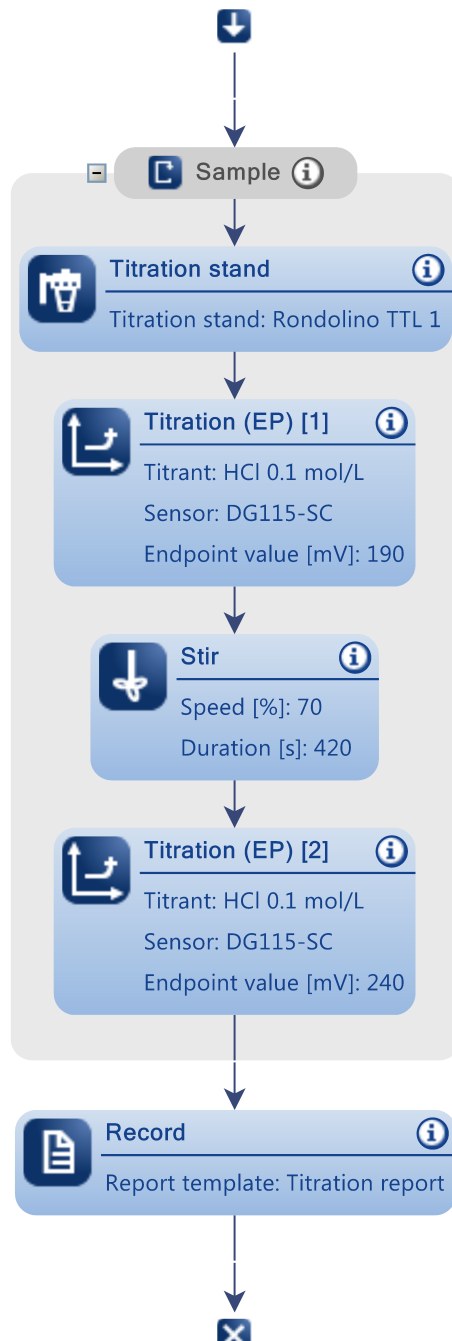 Sample
Titration stand
Titration stand: Rondolino TTL 1
Titration (EP) [1]
Titrant: HCl 0.1 mol/L
Sensor: DG115-SC
Endpoint value [mV]: 190
Stir
Speed [%]: 70
Duration [s]: 420
Titration (EP) [2]
Titrant: HCl 0.1 mol/L
Sensor: DG115-SC
Endpoint value [mV]: 240
Record
Report template: Titration report